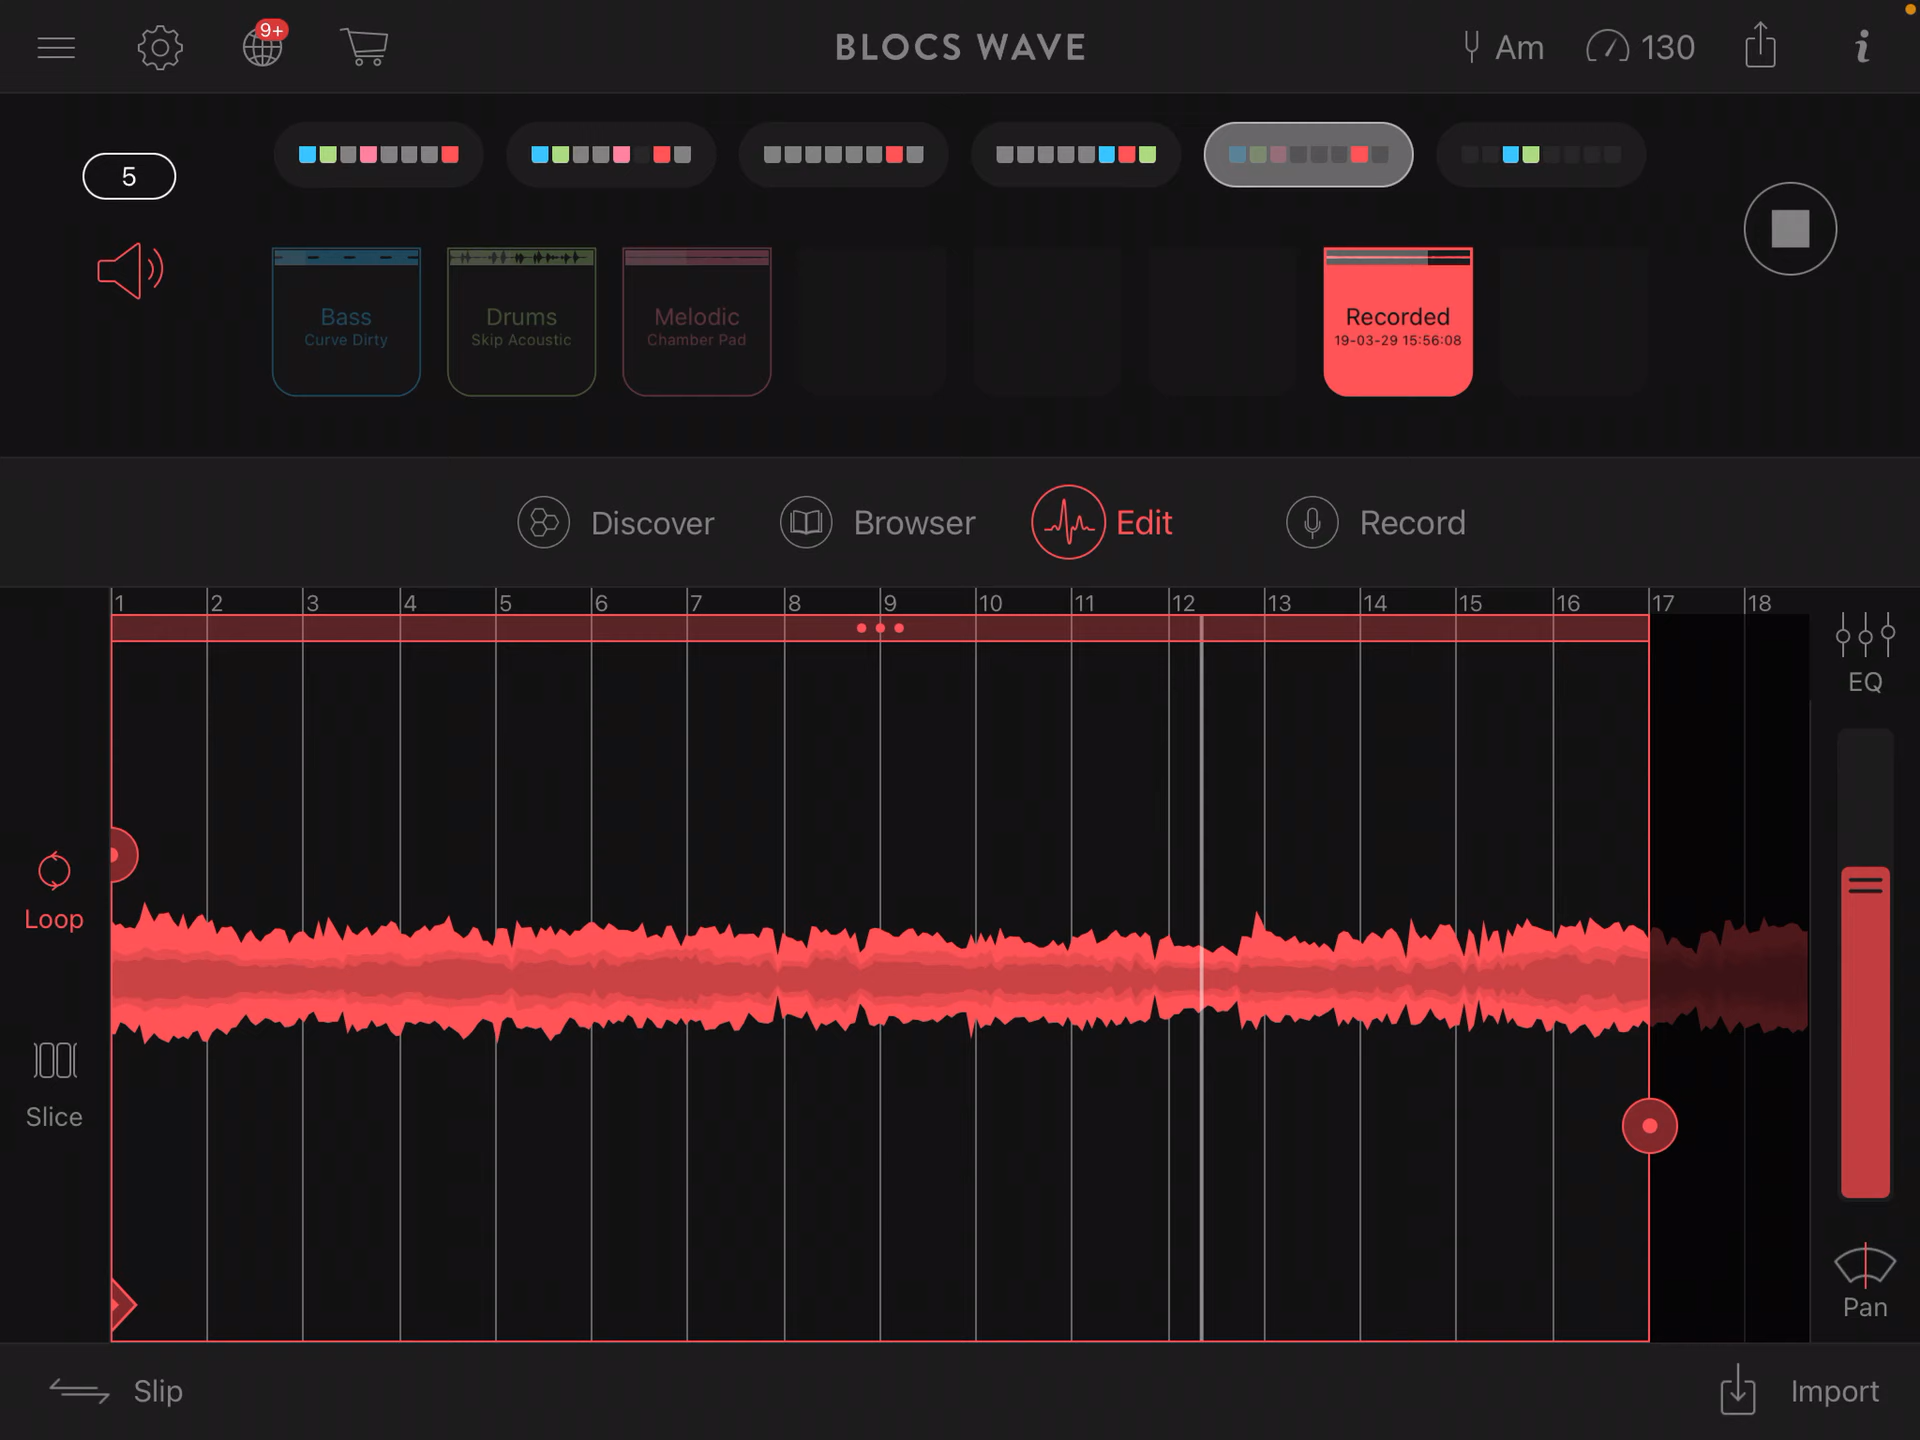 9+
BLOCS WAVE
Am
130
i
5
Bass
Curve Dirty
Drums
Skip Acoustic
Melodic
Chamber Pad
Recorded
19-03-29 15:56:08
Discover
Browser
Edit
Record
1 2 3 4 5 6 7 8 9 10 11 12 13 14 15 16 17 18
EQ
Loop
Slice
Pan
Slip
Import